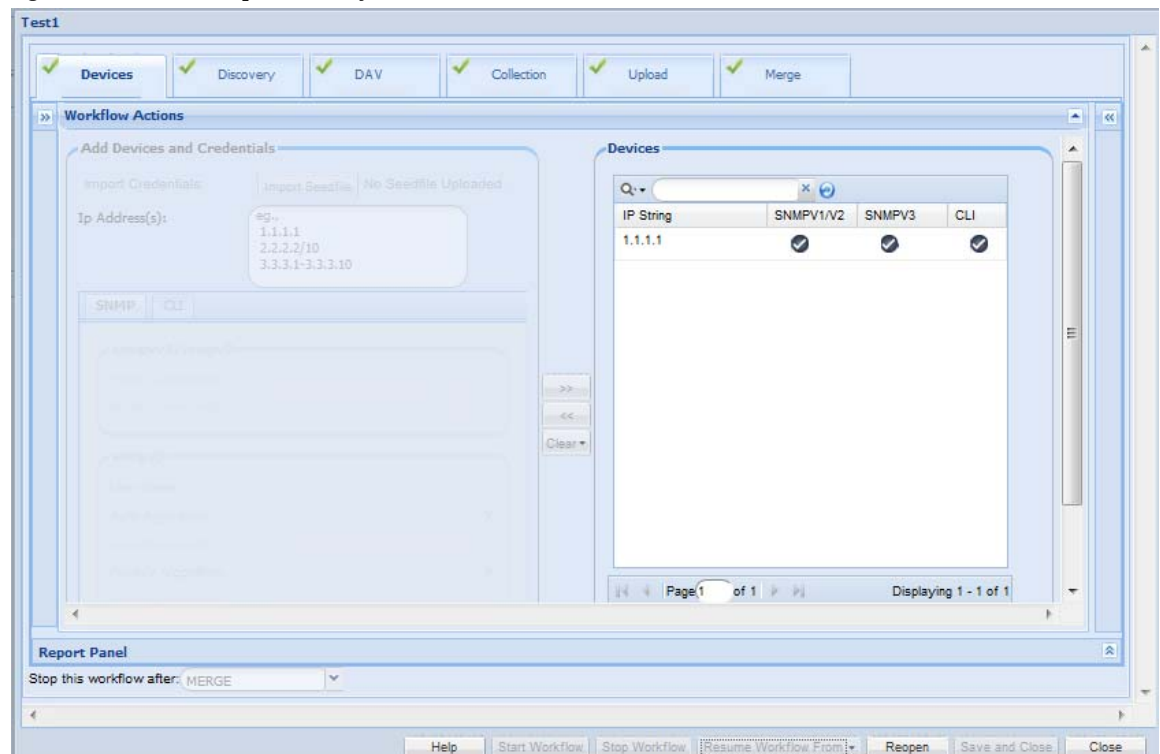 Test1
Devices
Discovery
DAV
Collection
Upload
Merge
Workflow Actions
Add Devices and Credentials
Import Credentials:
Import Seedfile
No Seedfile Uploaded
Ip Address(s):
eg.,
1.1.1.1
2.2.2.2/10
3.3.3.1-3.3.3.10
SNMP
CLI
>>
<<
Clear
Devices
IP String
SNMPV1/V2
SNMPV3
CLI
1.1.1.1
Page 1 of 1
Displaying 1 - 1 of 1
Report Panel
Stop this workflow after: MERGE
Help
Start Workflow
Stop Workflow
Resume Workflow From
Reopen
Save and Close
Close